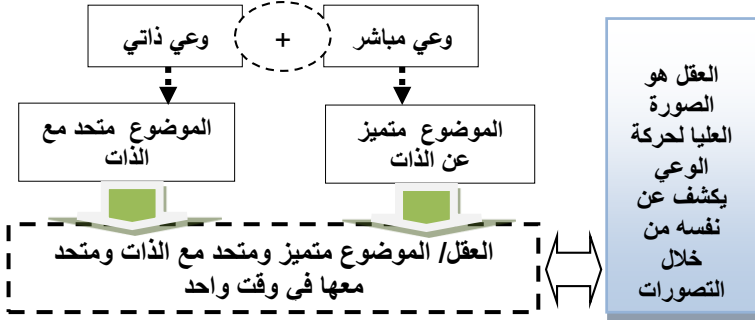 وعي مباشر
+
وعي ذاتي
الموضوع متميز
عن الذات
الموضوع متحد مع
الذات
العقل/ الموضوع متميز ومتحد مع الذات ومتحد
معها في وقت واحد
العقل هو
الصورة
العليا لحركة
الوعي
يكشف عن
نفسه من
خلال
التصورات